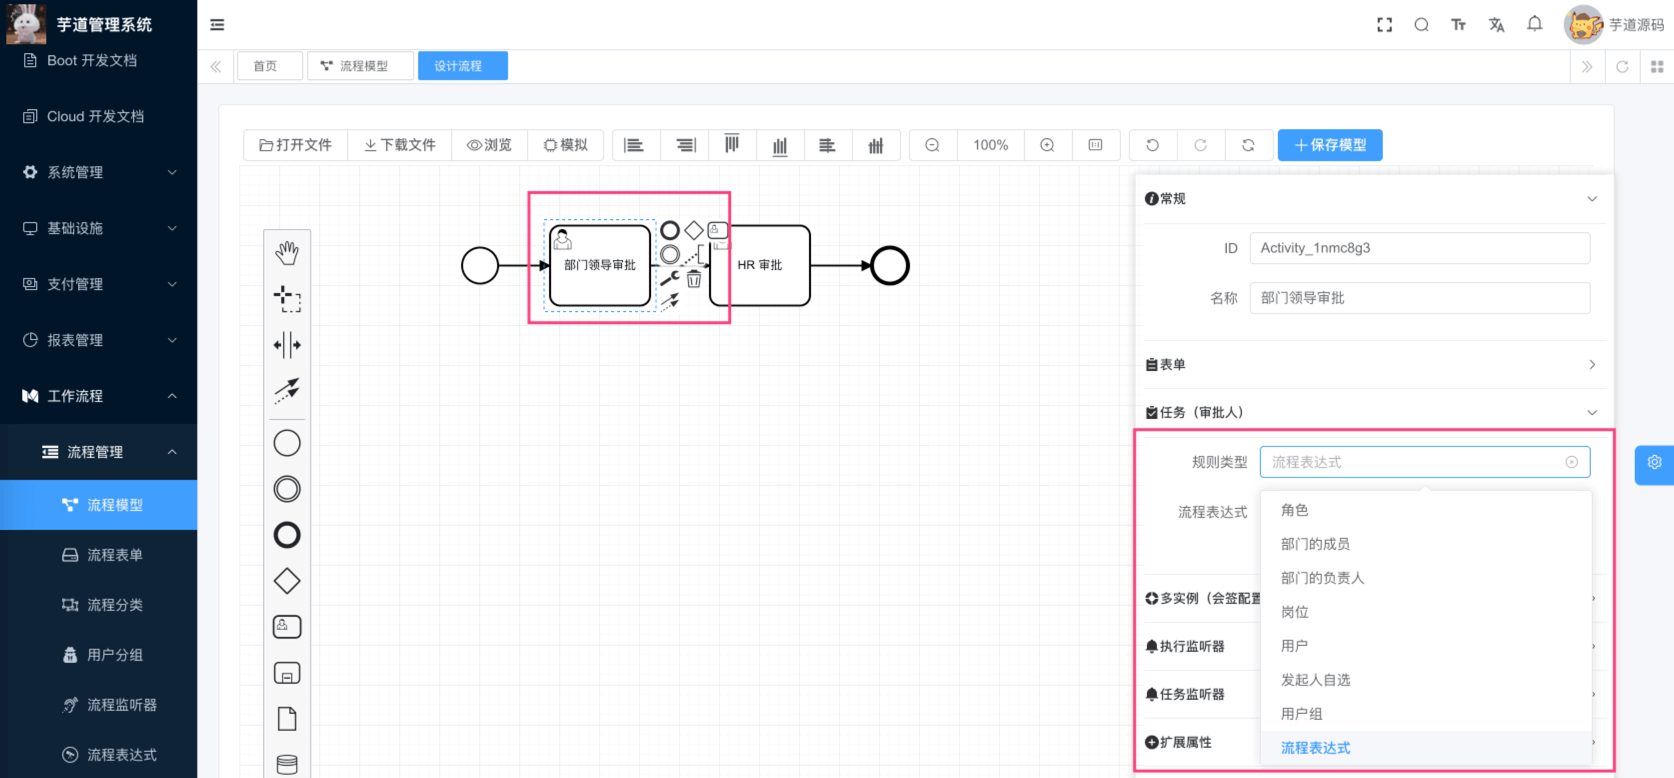 芋道管理系统
Boot 开发文档
Cloud 开发文档
系统管理
基础设施
支付管理
报表管理
工作流程
流程管理
流程模型
流程表单
流程分类
用户分组
流程监听器
流程表达式
芋道源码
首页
流程模型
设计流程
打开文件
下载文件
浏览
模拟
100%
保存模型
部门领导审批
HR 审批
常规
ID
Activity_1nmc8g3
名称
部门领导审批
表单
任务（审批人）
规则类型
流程表达式
流程表达式
角色
部门的成员
部门的负责人
岗位
用户
发起人自选
用户组
流程表达式
多实例（会签配置
执行监听器
任务监听器
扩展属性